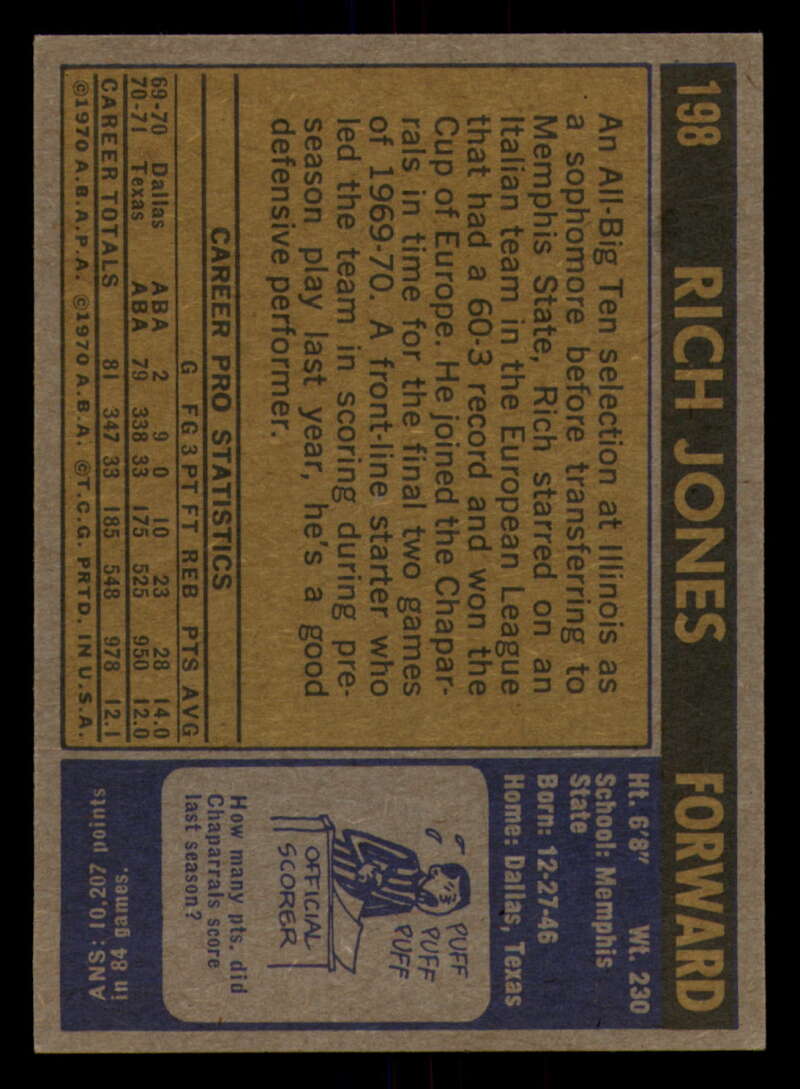 198 RICH JONES FORWARD
An All-Big Ten selection at Illinois as
a sophomore before transferring to
Memphis State, Rich starred on an
Italian team in the European League
that had a 60-3 record and won the
Cup of Europe. He joined the Chapar-
rals in time for the final two games
of 1969-70. A front-line starter who
led the team in scoring during pre-
season play last year, he's a good
defensive performer.
CAREER PRO STATISTICS
G FG 3PT FT REB PTS AVG
69-70 Dallas ABA 2 9 0 10 23 28 14.0
70-71 Texas ABA 79 338 33 175 525 950 12.0
CAREER TOTALS 81 347 33 185 548 978 12.1
©1970 A.B.A.P.A. ©1970 A.B.A. ©T.C.G. PRTD. IN U.S.A.
Ht. 6'8" Wt. 230
School: Memphis
State
Born: 12-27-46
Home: Dallas, Texas
PUFF
PUFF
PUFF
OFFICIAL
SCORER
How many pts. did
Chaparrals score
last season?
ANS: 10,207 points
in 84 games.